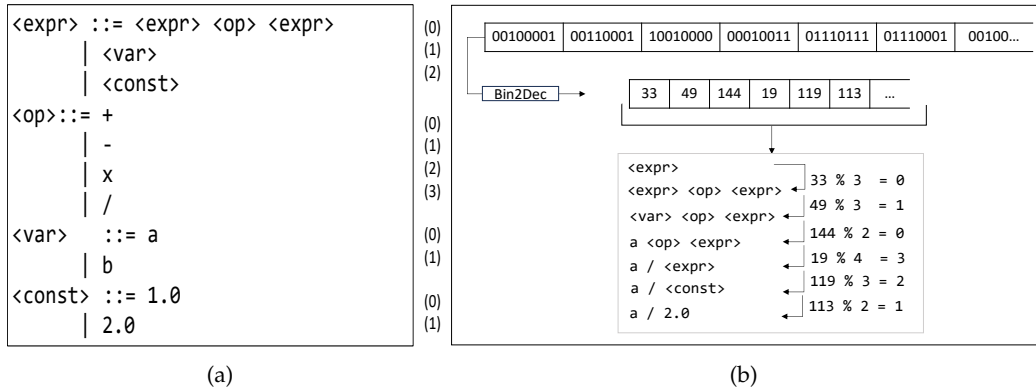 <expr> ::= <expr> <op> <expr> (0)
| <var> (1)
| <const> (2)
<op>::= + (0)
| - (1)
| x (2)
| / (3)
<var> ::= a (0)
| b (1)
<const> ::= 1.0 (0)
| 2.0 (1)
(a)
00100001 00110001 10010000 00010011 01110111 01110001 00100...
Bin2Dec
33 49 144 19 119 113 ...
<expr>
33 % 3 = 0
<expr> <op> <expr>
49 % 3 = 1
<var> <op> <expr>
144 % 2 = 0
a <op> <expr>
19 % 4 = 3
a / <expr>
119 % 3 = 2
a / <const>
113 % 2 = 1
a / 2.0
(b)